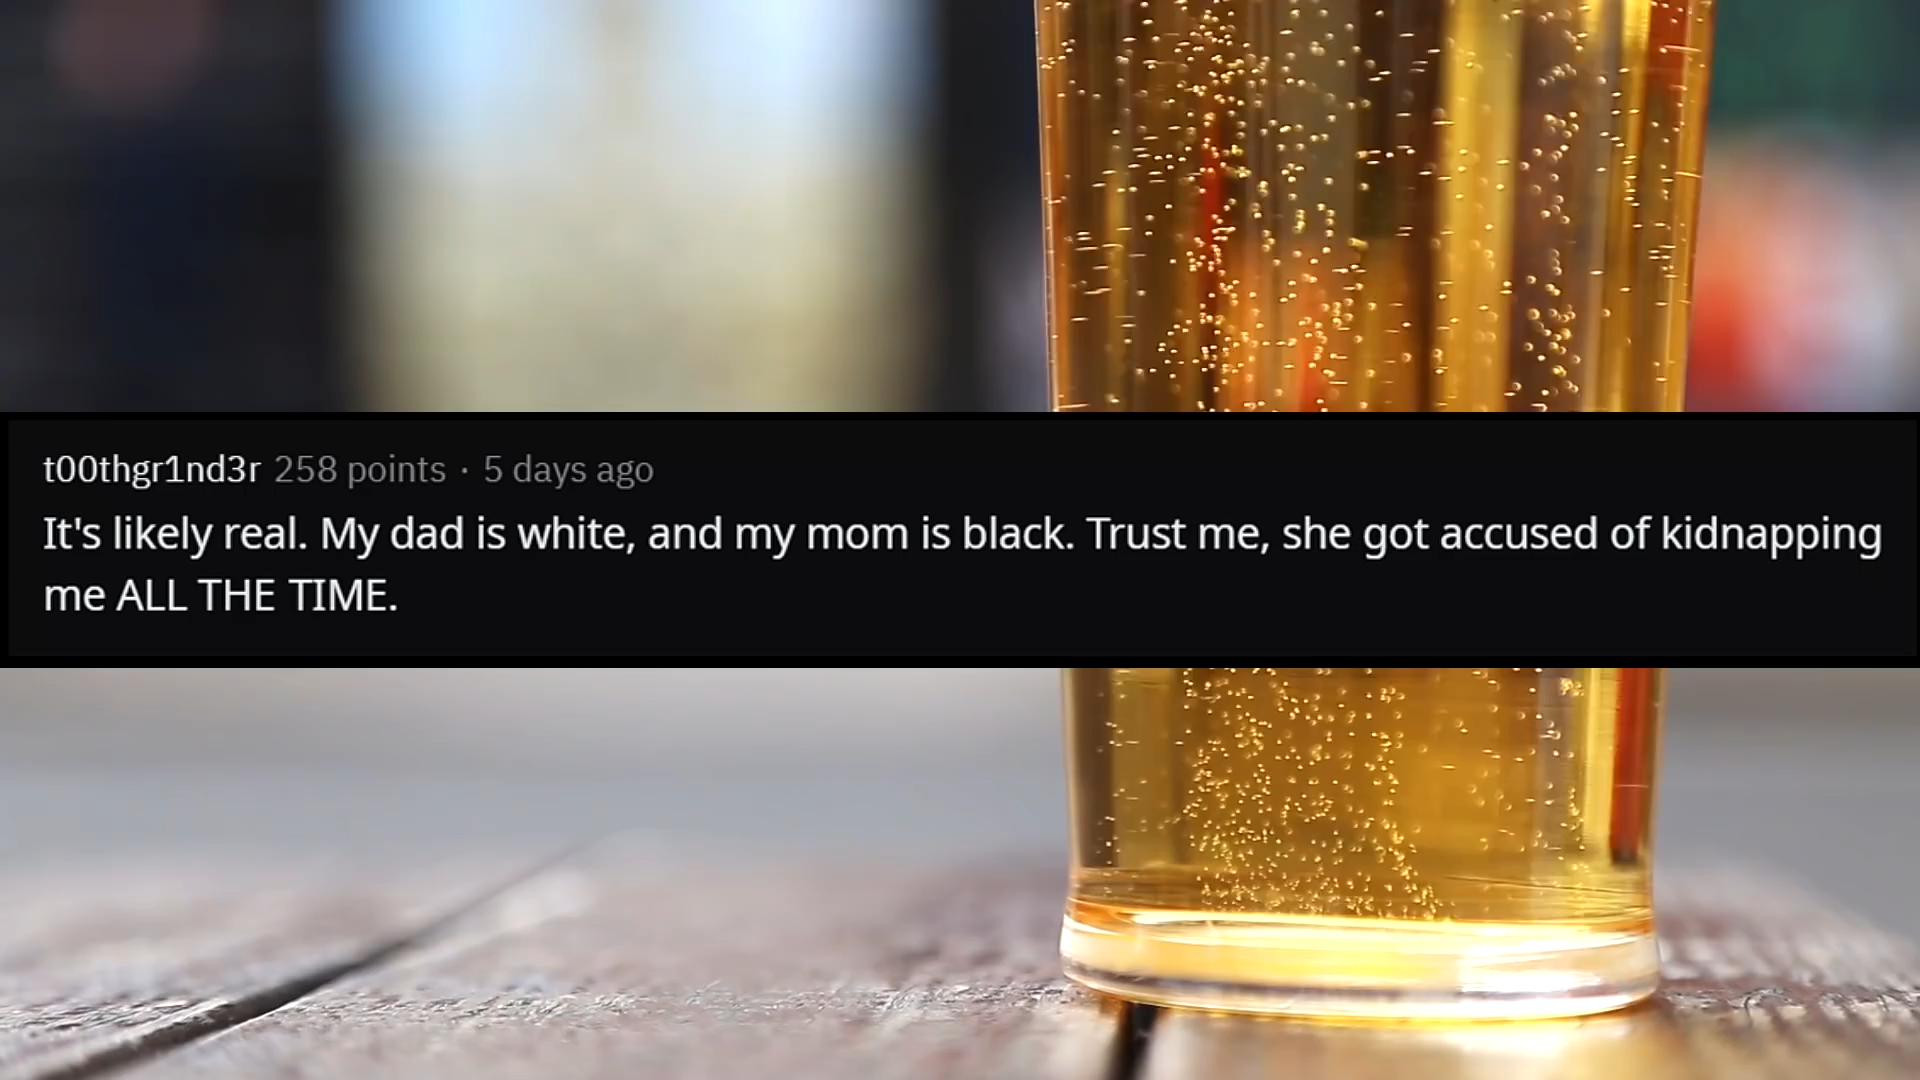 t00thgr1nd3r 258 points · 5 days ago
It's likely real. My dad is white, and my mom is black. Trust me, she got accused of kidnapping
me ALL THE TIME.